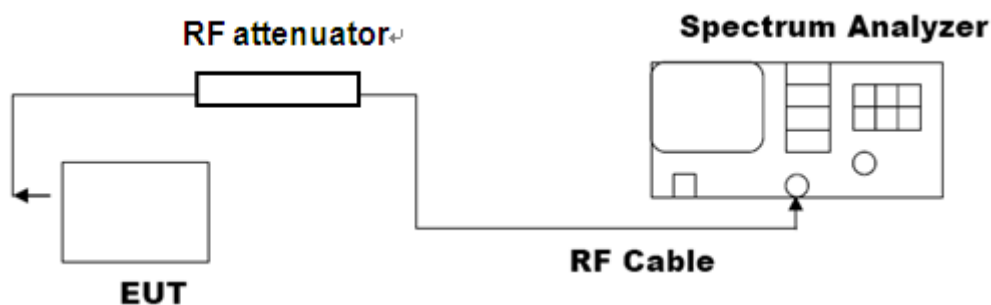 RF attenuator↵
Spectrum Analyzer
RF Cable
EUT